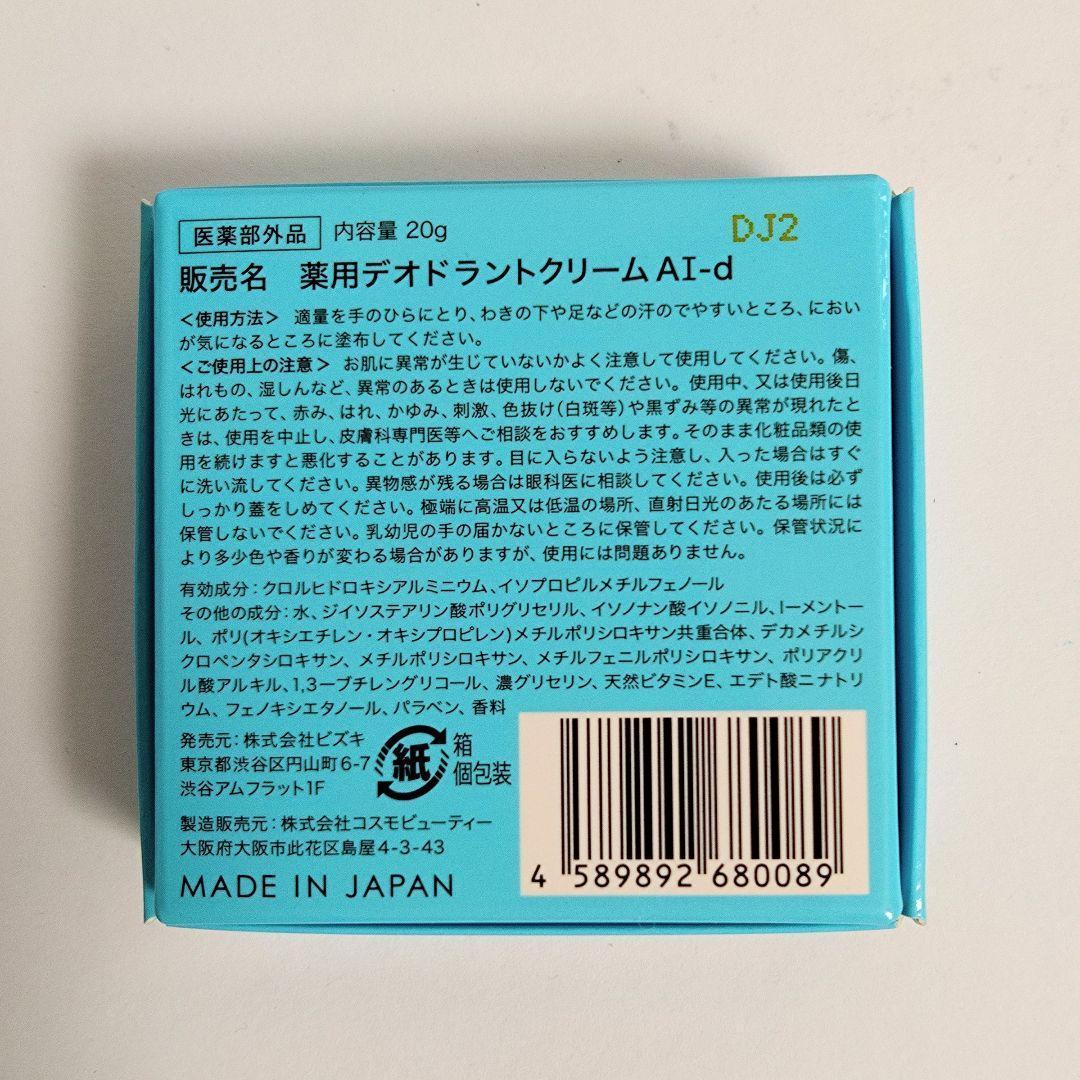 医薬部外品 内容量 20g
DJ2
販売名 薬用デオドラントクリームAI-d
<使用方法> 適量を手のひらにとり、わきの下や足などの汗のでやすいところ、におい
が気になるところに塗布してください。
<ご使用上の注意> お肌に異常が生じていないかよく注意して使用してください。傷、
はれもの、湿しんなど、異常のあるときは使用しないでください。使用中、又は使用後日
光にあたって、赤み、はれ、かゆみ、刺激、色抜け(白斑等)や黒ずみ等の異常が現れたと
きは、使用を中止し、皮膚科専門医等へご相談をおすすめします。そのまま化粧品類の使
用を続けますと悪化することがあります。目に入らないよう注意し、入った場合はすぐ
に洗い流してください。異物感が残る場合は眼科医に相談してください。使用後は必ず
しっかり蓋をしめてください。極端に高温又は低温の場所、直射日光のあたる場所には
保管しないでください。乳幼児の手の届かないところに保管してください。保管状況に
より多少色や香りが変わる場合がありますが、使用には問題ありません。
有効成分:クロルヒドロキシアルミニウム、イソプロピルメチルフェノール
その他の成分:水、ジイソステアリン酸ポリグリセリル、イソノナン酸イソノニル、l-メントー
ル、ポリ(オキシエチレン・オキシプロピレン)メチルポリシロキサン共重合体、デカメチルシ
クロペンタシロキサン、メチルポリシロキサン、メチルフェニルポリシロキサン、ポリアクリ
ル酸アルキル、1,3-ブチレングリコール、濃グリセリン、天然ビタミンE、エデト酸ニナトリ
ウム、フェノキシエタノール、パラベン、香料
発売元:株式会社ビズキ
東京都渋谷区円山町6-7
渋谷アムフラット1F
紙
箱
個包装
製造販売元:株式会社コスモビューティー
大阪府大阪市此花区島屋4-3-43
MADE IN JAPAN
4 589892 680089